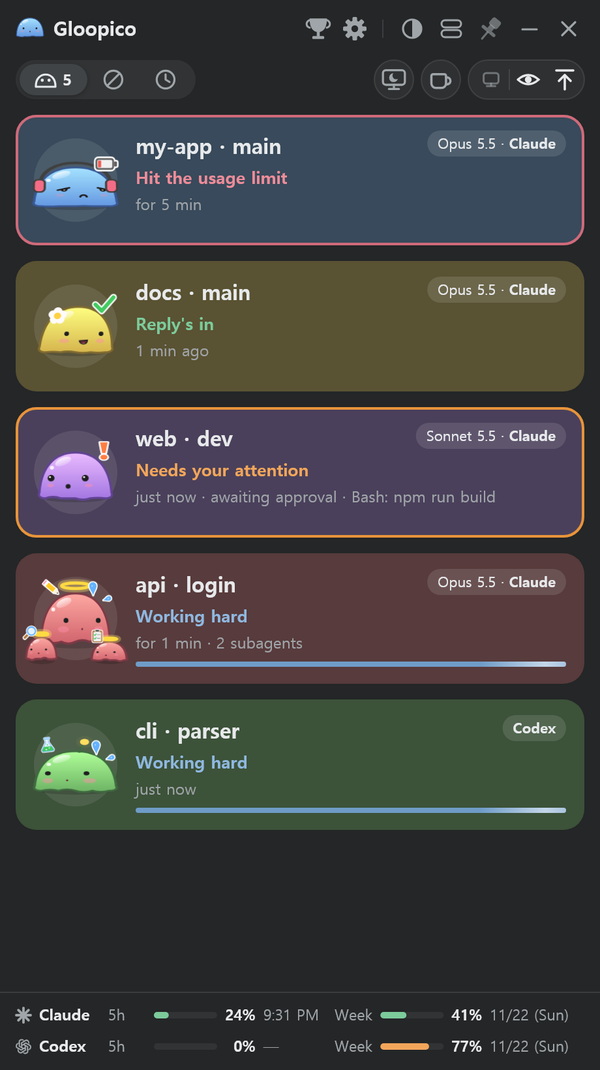 Gloopico
5
my-app · main
Opus 5.5 · Claude
Hit the usage limit
for 5 min
docs · main
Opus 5.5 · Claude
Reply's in
1 min ago
web · dev
Sonnet 5.5 · Claude
Needs your attention
just now · awaiting approval · Bash: npm run build
api · login
Opus 5.5 · Claude
Working hard
for 1 min · 2 subagents
cli · parser
Codex
Working hard
just now
Claude 5h 24% 9:31 PM Week 41% 11/22 (Sun)
Codex 5h 0% — Week 77% 11/22 (Sun)